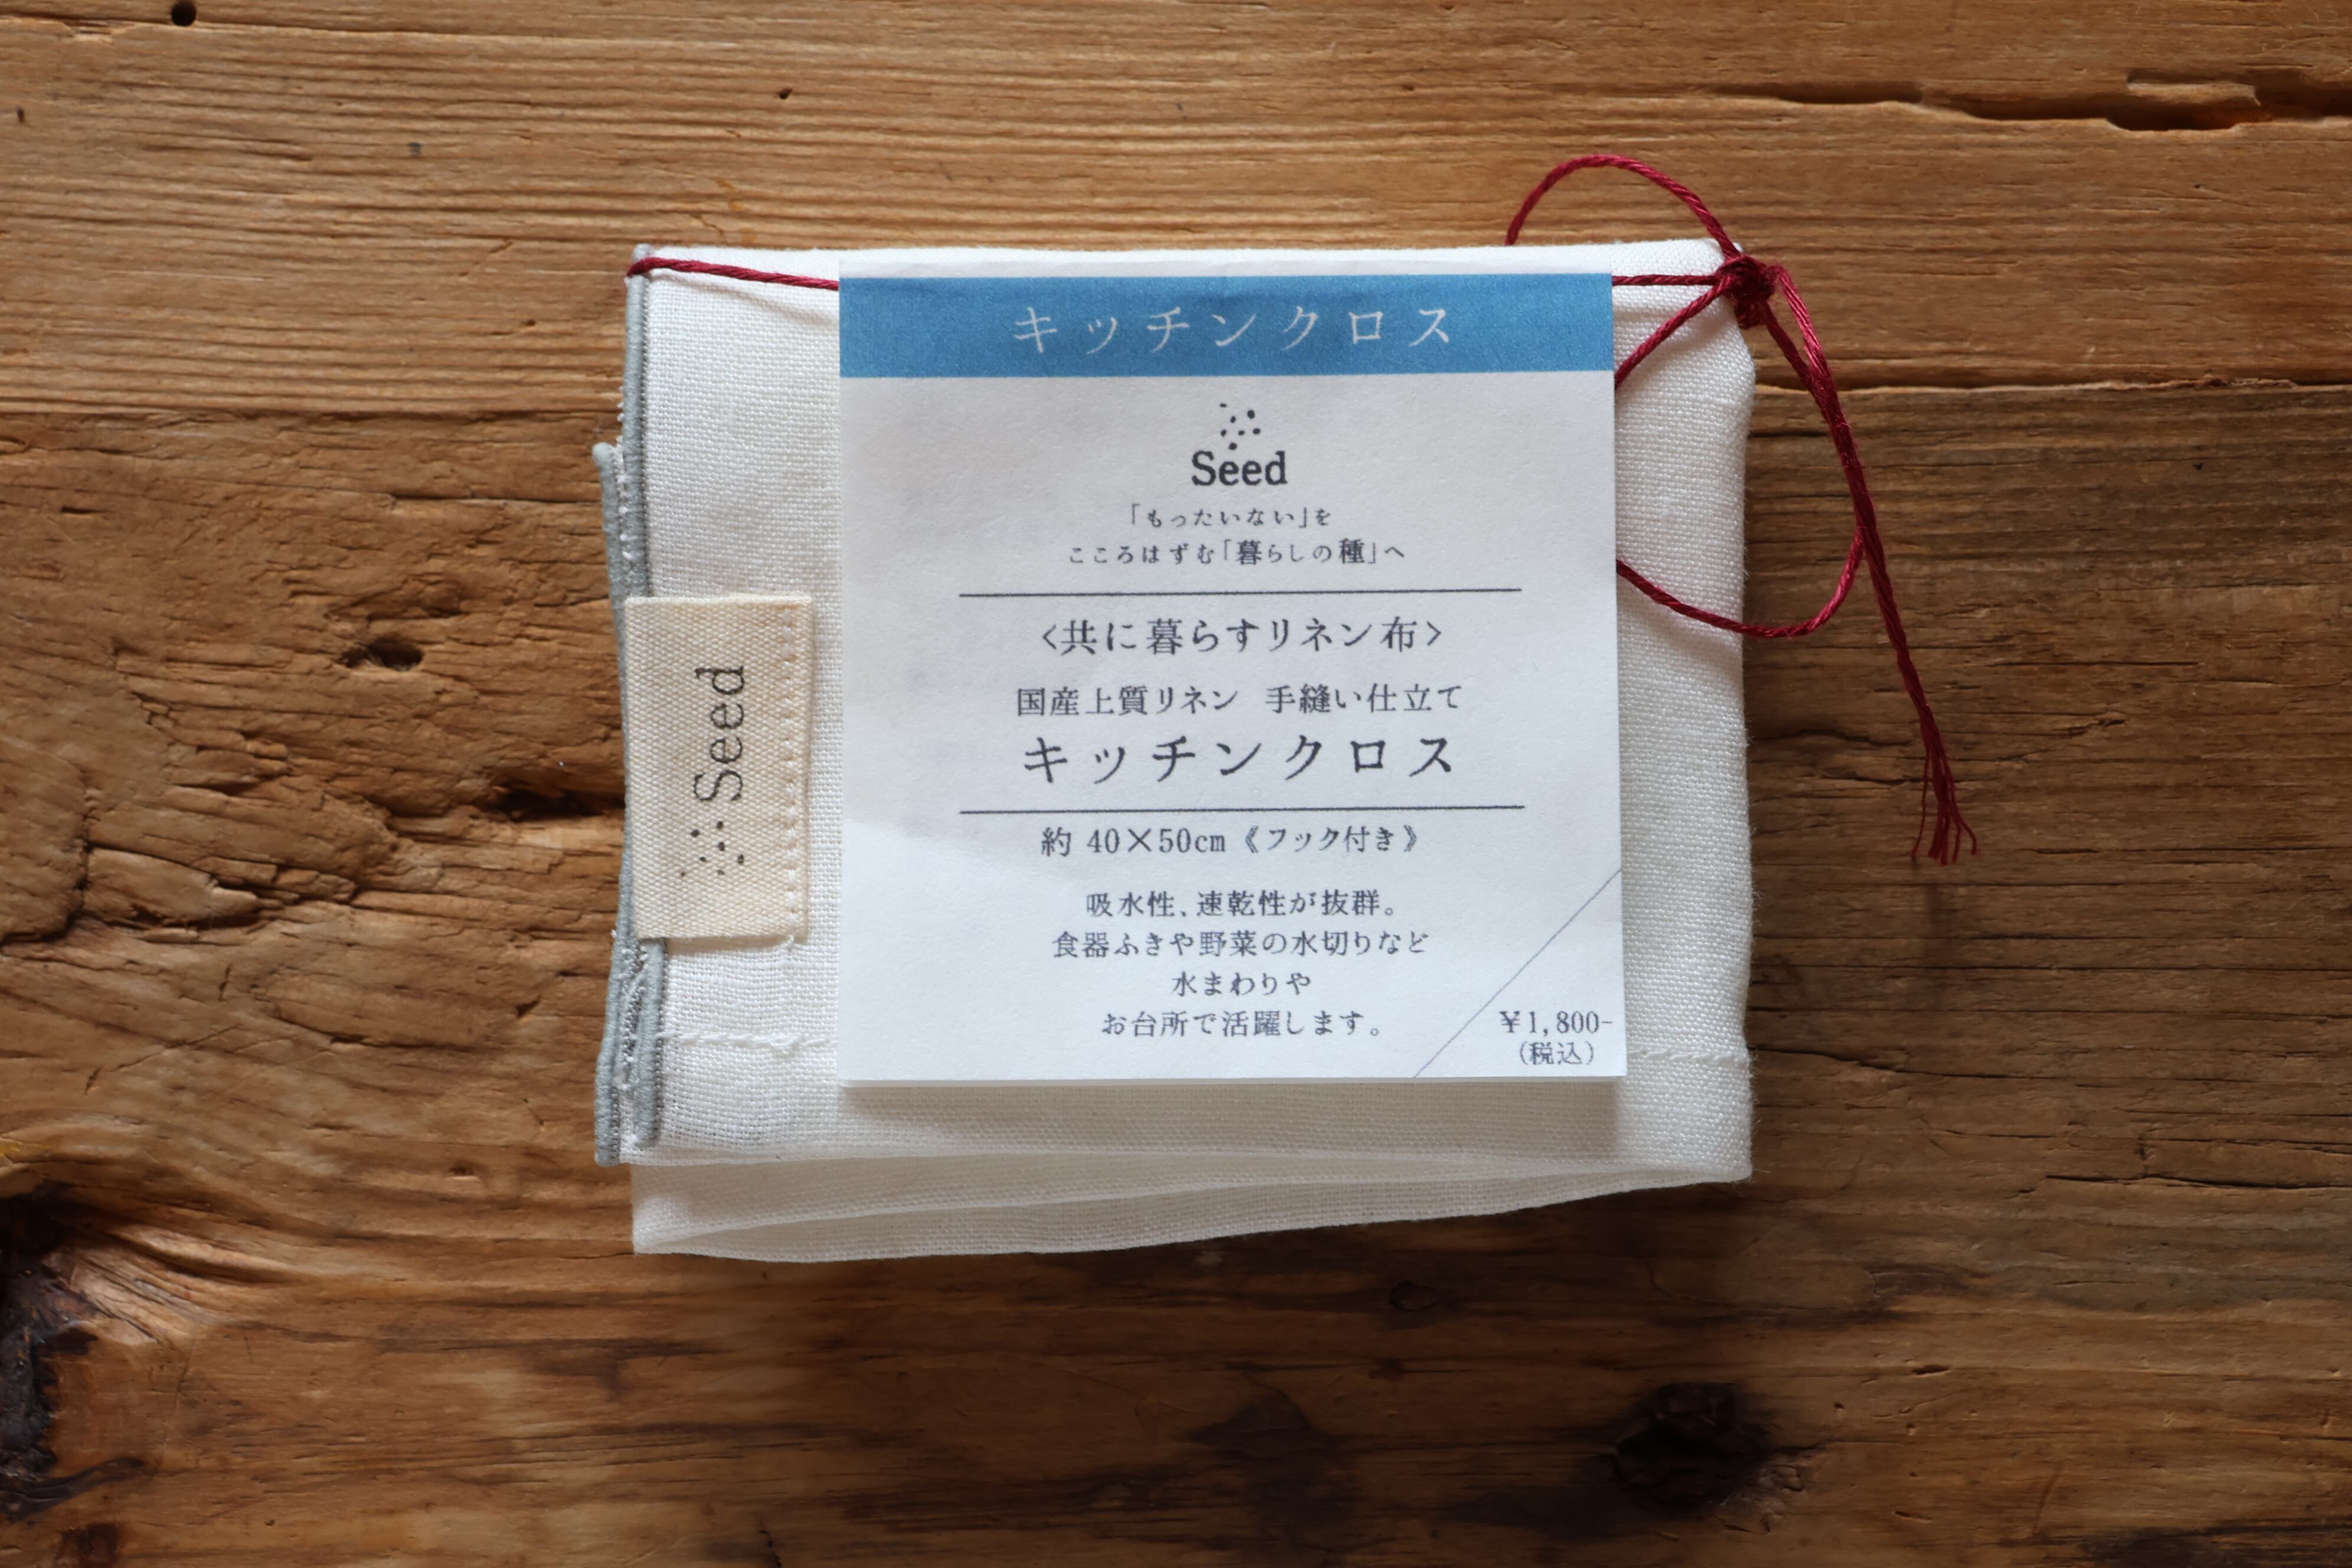 キッチンクロス
Seed
「もったいない」を
こころはずむ「暮らしの種」へ
<共に暮らすリネン布>
国産上質リネン 手縫い仕立て
キッチンクロス
約 40×50cm《フック付き》
吸水性、速乾性が抜群。
食器ふきや野菜の水切りなど
水まわりや
お台所で活躍します。
¥1,800-
(税込)
Seed